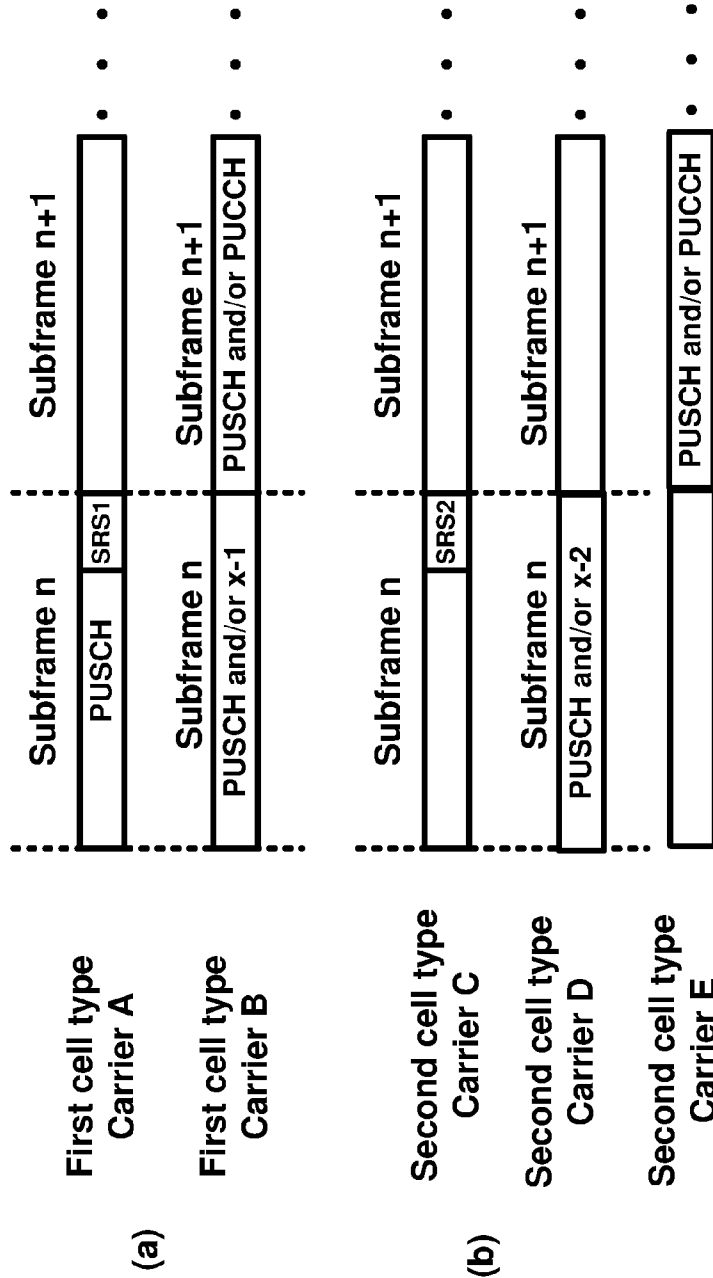 (a)
Subframe n
Subframe n+1
First cell type
Carrier A
PUSCH
SRS1
Subframe n
Subframe n+1
First cell type
Carrier B
PUSCH and/or x-1
PUSCH and/or PUCCH
(b)
Subframe n
Subframe n+1
Second cell type
Carrier C
SRS2
Subframe n
Subframe n+1
Second cell type
Carrier D
PUSCH and/or x-2
Second cell type
Carrier E
PUSCH and/or PUCCH